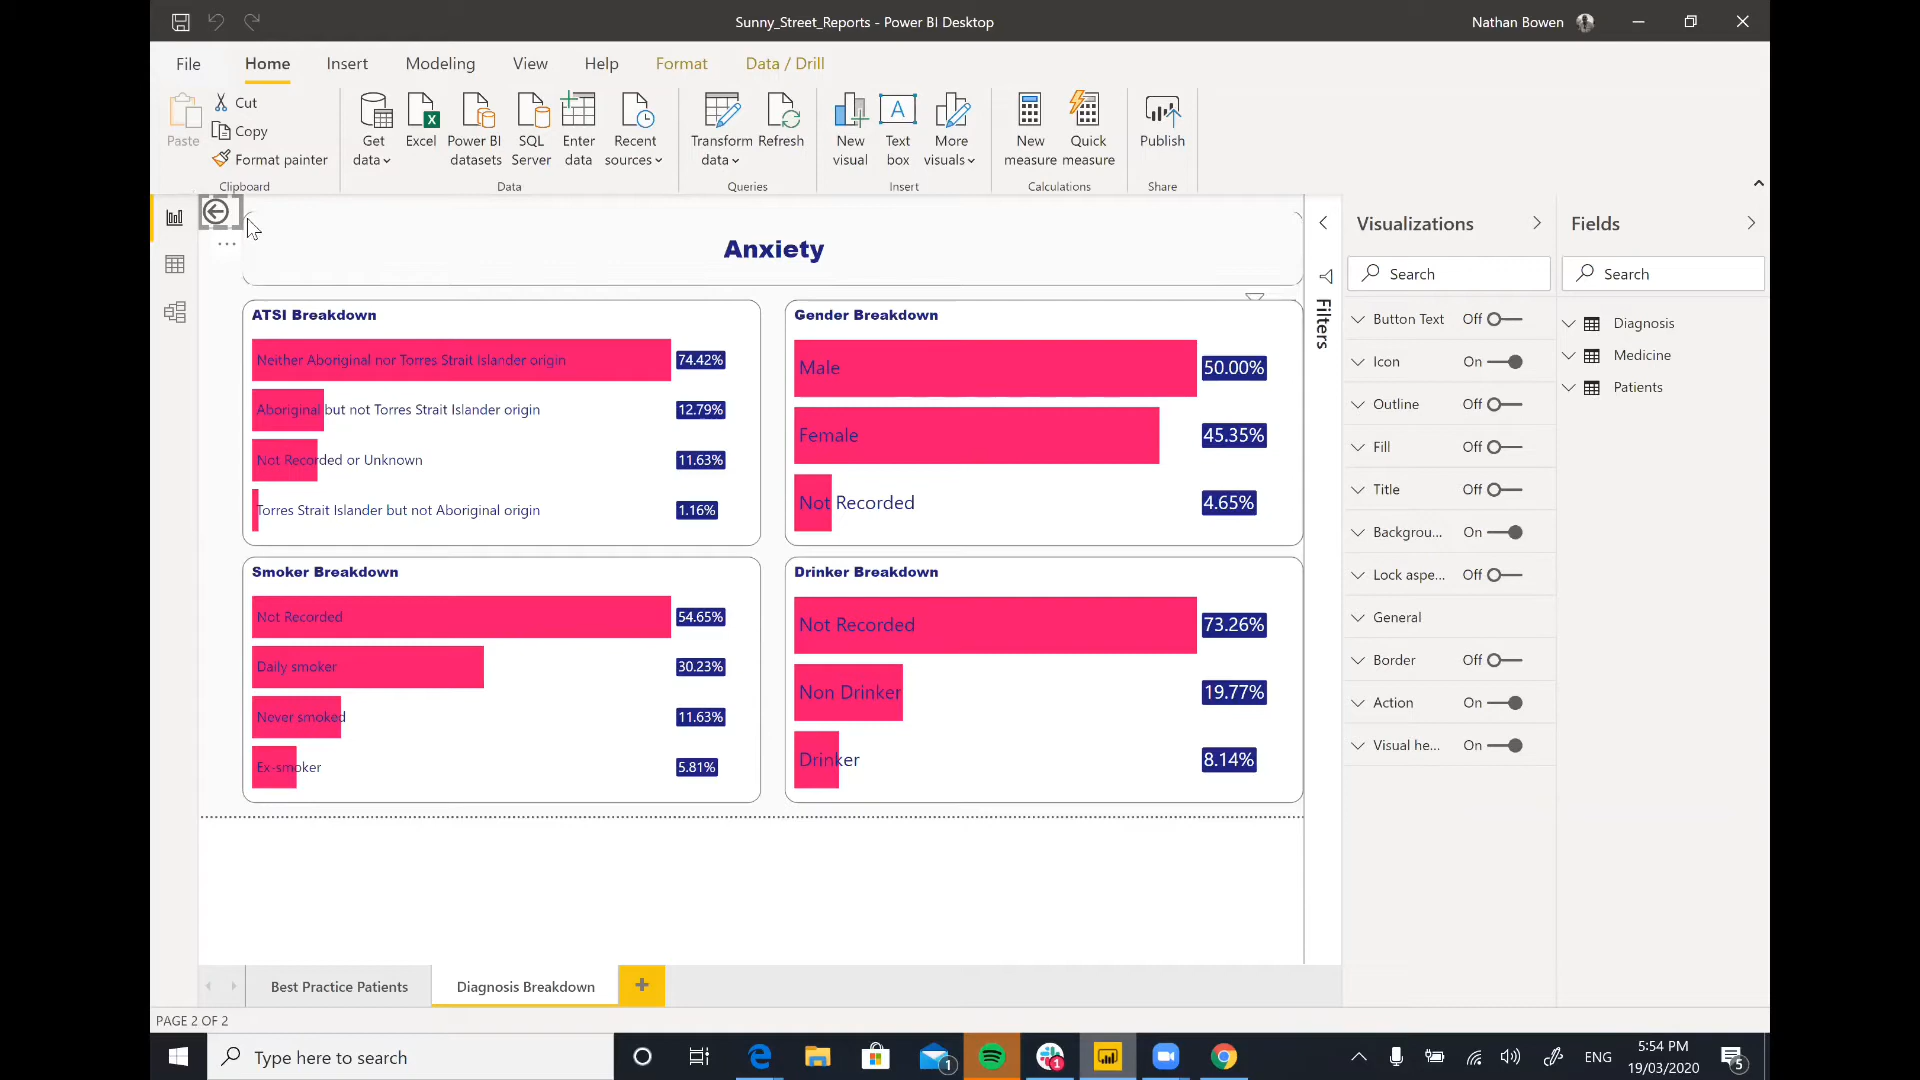 Sunny_Street_Reports - Power BI Desktop
Nathan Bowen
File
Home
Insert
Modeling
View
Help
Format
Data / Drill
Paste
Cut
Copy
Format painter
Clipboard
Get
data
Excel
Power BI
datasets
SQL
Server
Enter
data
Recent
sources
Data
Transform
data
Refresh
Queries
New
visual
Text
box
More
visuals
Insert
New
measure
Quick
measure
Calculations
Publish
Share
Anxiety
ATSI Breakdown
Neither Aboriginal nor Torres Strait Islander origin 74.42%
Aboriginal but not Torres Strait Islander origin 12.79%
Not Recorded or Unknown 11.63%
Torres Strait Islander but not Aboriginal origin 1.16%
Gender Breakdown
Male 50.00%
Female 45.35%
Not Recorded 4.65%
Smoker Breakdown
Not Recorded 54.65%
Daily smoker 30.23%
Never smoked 11.63%
Ex-smoker 5.81%
Drinker Breakdown
Not Recorded 73.26%
Non Drinker 19.77%
Drinker 8.14%
Filters
Visualizations
Search
Button Text Off
Icon On
Outline Off
Fill Off
Title Off
Backgrou... On
Lock aspe... Off
General
Border Off
Action On
Visual he... On
Fields
Search
Diagnosis
Medicine
Patients
Best Practice Patients
Diagnosis Breakdown
PAGE 2 OF 2
Type here to search
1
1
ENG
5:54 PM
19/03/2020
5